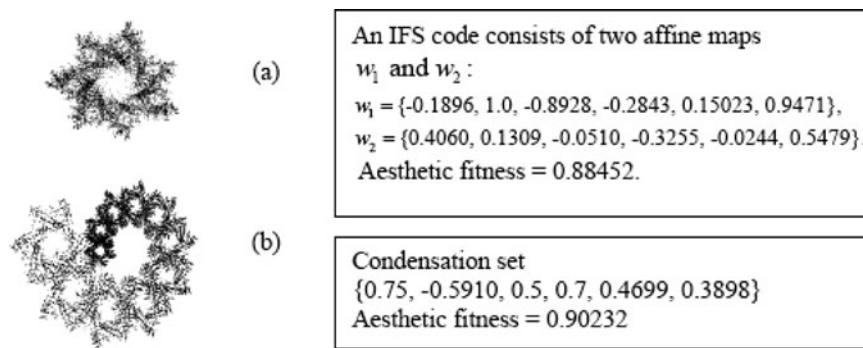 (a)
An IFS code consists of two affine maps
w₁ and w₂ :
w₁ = {-0.1896, 1.0, -0.8928, -0.2843, 0.15023, 0.9471},
w₂ = {0.4060, 0.1309, -0.0510, -0.3255, -0.0244, 0.5479}.
Aesthetic fitness = 0.88452.
(b)
Condensation set
{0.75, -0.5910, 0.5, 0.7, 0.4699, 0.3898}
Aesthetic fitness = 0.90232